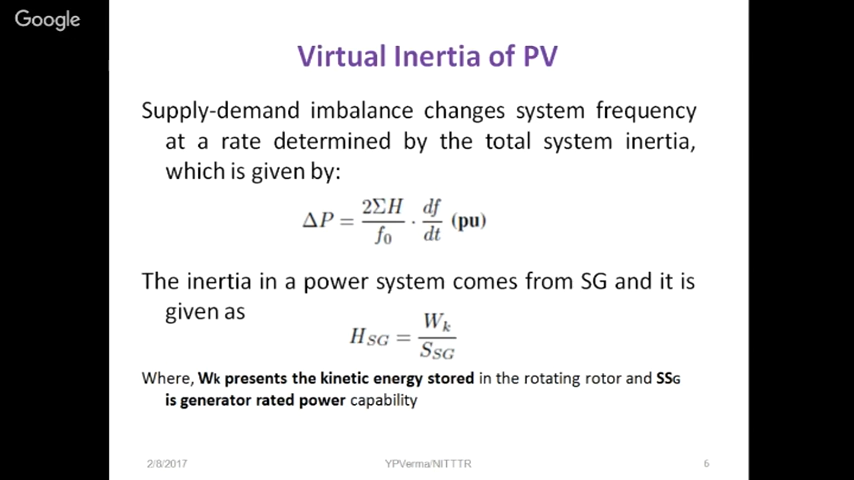 Google
Virtual Inertia of PV
Supply-demand imbalance changes system frequency
at a rate determined by the total system inertia,
which is given by:
ΔP = 2ΣH/f₀ · df/dt (pu)
The inertia in a power system comes from SG and it is
given as
H_SG = W_k/S_SG
Where, Wk presents the kinetic energy stored in the rotating rotor and SSG
is generator rated power capability
2/8/2017 YPVerma/NITTTR 6